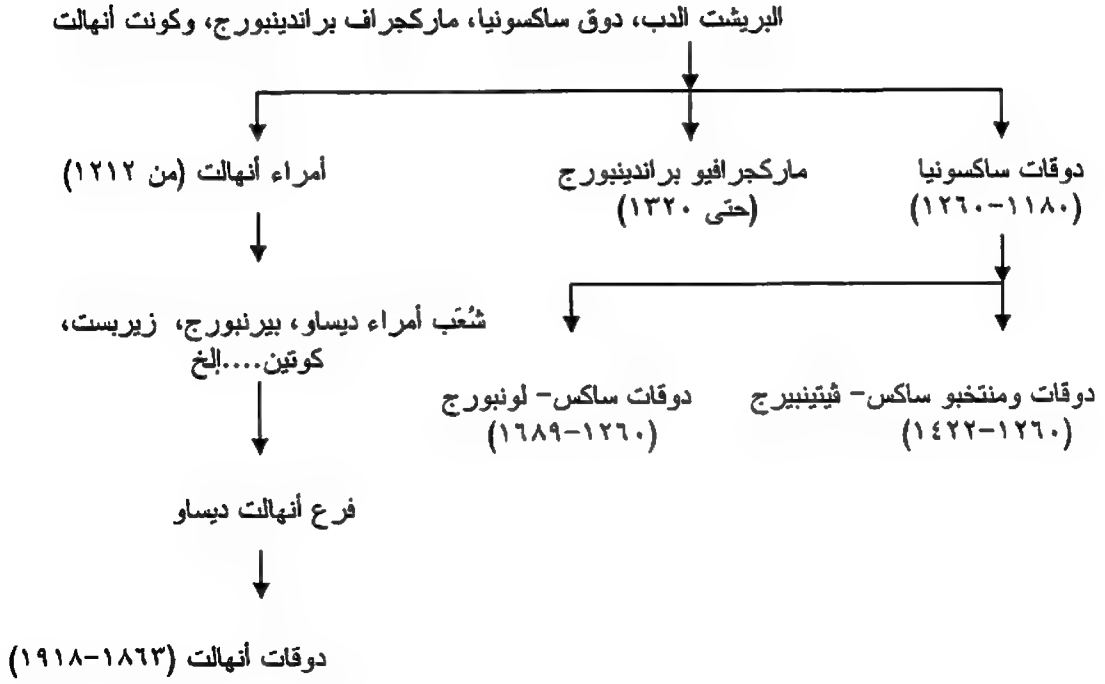 البريشت الدب، دوق ساكسونيا، ماركجراف براندينبورج، وكونت أنهالت
دوقات ساكسونيا
(١١٨٠-١٢٦٠)
ماركجرافيو براندينبورج
(حتى ١٣٢٠)
أمراء أنهالت (من ١٢١٢)
شُعَب أمراء ديساو، بيرنبورج، زيربست،
كوتين....إلخ
دوقات ومنتخبو ساكس- ڤيتينبيرج
(١٢٦٠-١٤٢٢)
دوقات ساكس- لونبورج
(١٢٦٠-١٦٨٩)
فرع أنهالت ديساو
دوقات أنهالت (١٨٦٣-١٩١٨)